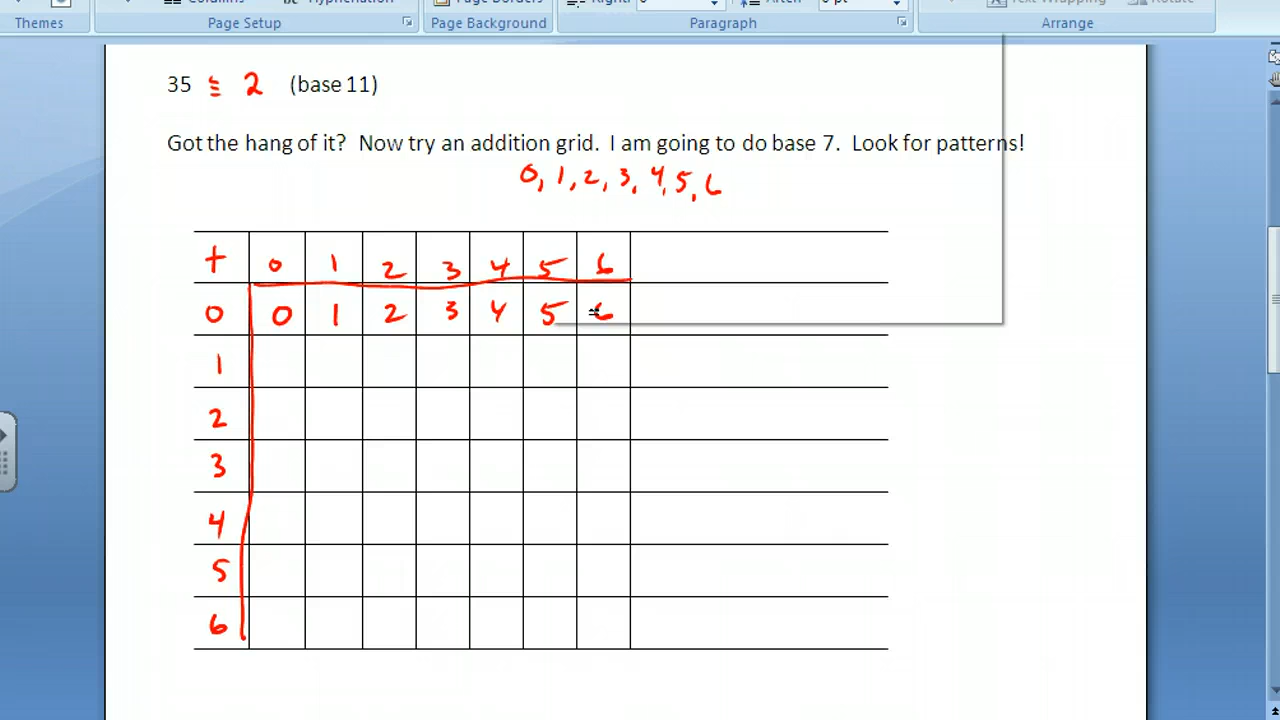 Themes Page Setup Page Background Paragraph Arrange
35 ≡ 2 (base 11)
Got the hang of it? Now try an addition grid. I am going to do base 7. Look for patterns!
0, 1, 2, 3, 4, 5, 6
+ 0 1 2 3 4 5 6
0 0 1 2 3 4 5 6
1
2
3
4
5
6